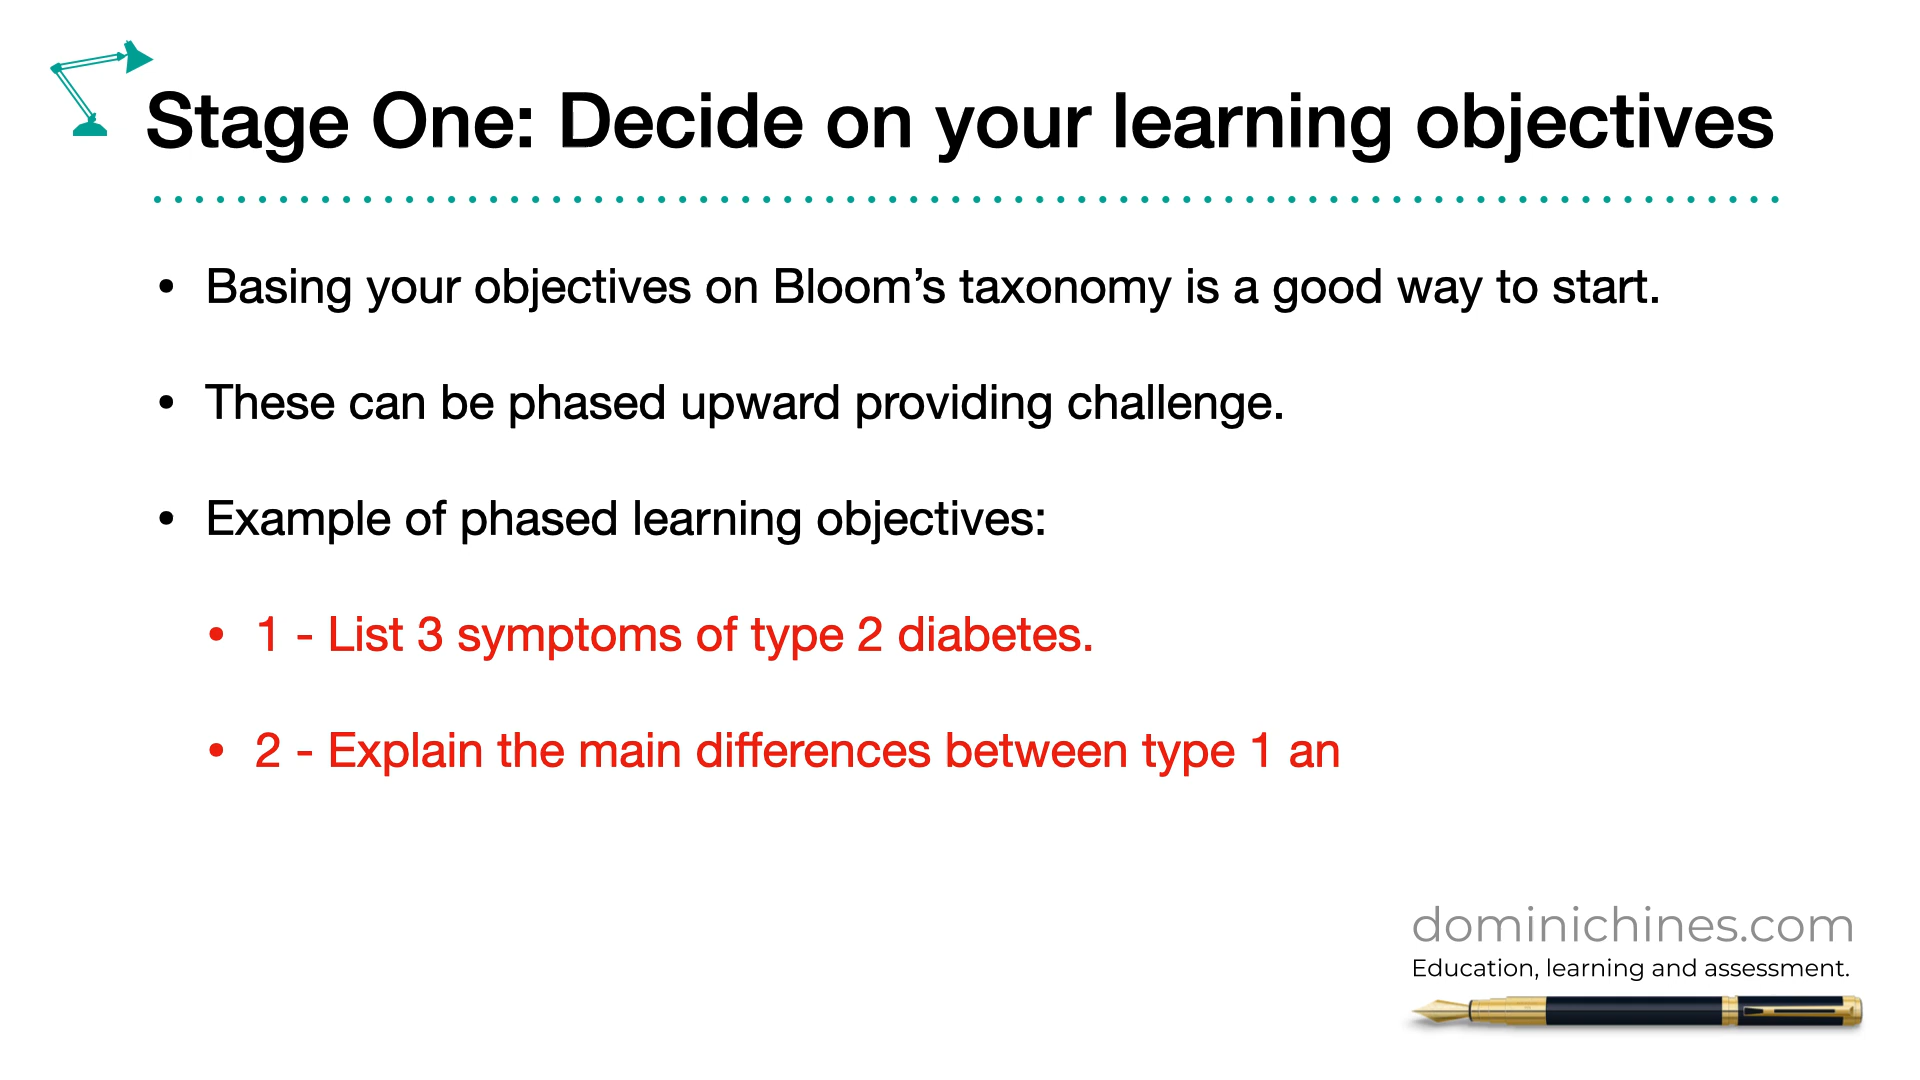 Stage One: Decide on your learning objectives
• Basing your objectives on Bloom’s taxonomy is a good way to start.
• These can be phased upward providing challenge.
• Example of phased learning objectives:
• 1 - List 3 symptoms of type 2 diabetes.
• 2 - Explain the main differences between type 1 an
dominichines.com
Education, learning and assessment.